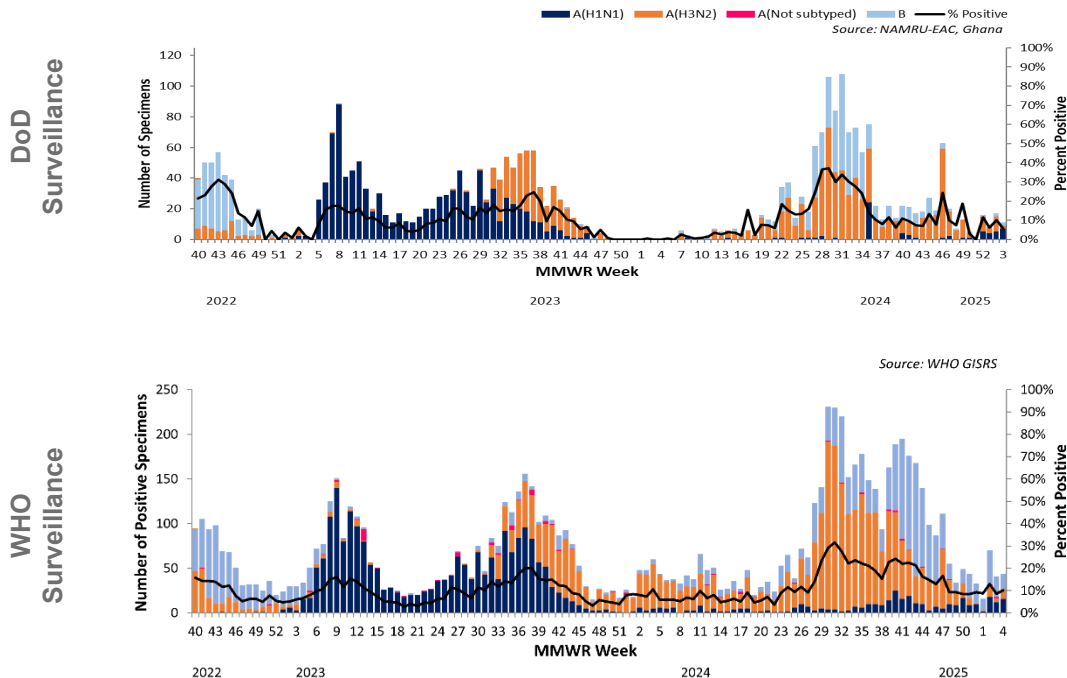 A(H1N1) A(H3N2) A(Not subtyped) B % Positive
Source: NAMRU-EAC, Ghana
DoD
Surveillance
Number of Specimens
120
100
80
60
40
20
0
100%
90%
80%
70%
60%
50%
40%
30%
20%
10%
0%
Percent Positive
40 43 46 49 52 2 5 8 11 14 17 20 23 26 29 32 35 38 41 44 47 50 1 4 7 10 13 16 19 22 25 28 31 34 37 40 43 46 49 52 3
MMWR Week
2022 2023 2024 2025
Source: WHO GISRS
WHO
Surveillance
Number of Positive Specimens
250
200
150
100
50
0
100%
90%
80%
70%
60%
50%
40%
30%
20%
10%
0%
Percent Positive
40 43 46 49 52 3 6 9 12 15 18 21 24 27 30 33 36 39 42 45 48 51 2 5 8 11 14 17 20 23 26 29 32 35 38 41 44 47 50 1 4
MMWR Week
2022 2023 2024 2025